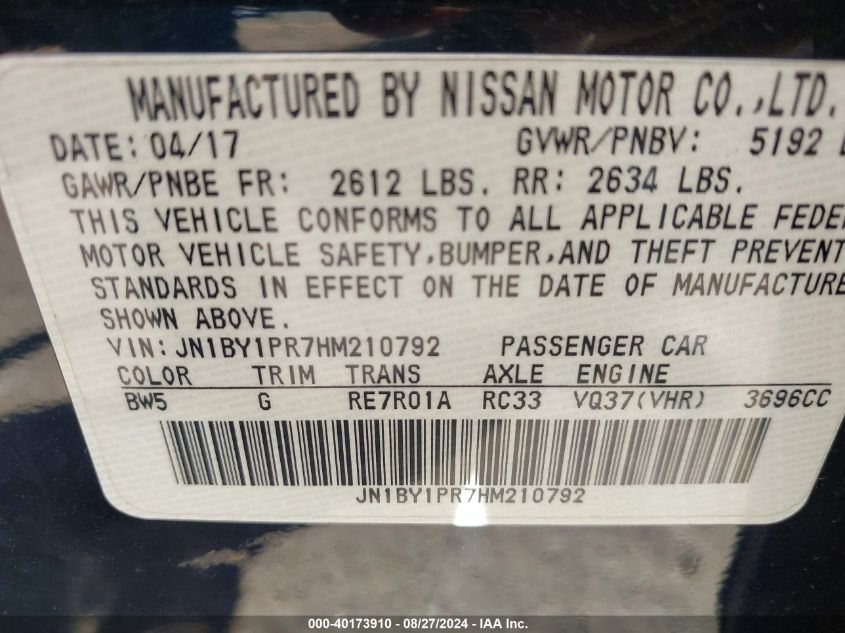 MANUFACTURED BY NISSAN MOTOR CO.,LTD.
DATE: 04/17 GVWR/PNBV: 5192
GAWR/PNBE FR: 2612 LBS. RR: 2634 LBS.
THIS VEHICLE CONFORMS TO ALL APPLICABLE FEDE
MOTOR VEHICLE SAFETY,BUMPER,AND THEFT PREVENT
STANDARDS IN EFFECT ON THE DATE OF MANUFACTURE
SHOWN ABOVE.
VIN: JN1BY1PR7HM210792 PASSENGER CAR
COLOR TRIM TRANS AXLE ENGINE
BW5 G RE7R01A RC33 VQ37(VHR) 3696CC
JN1BY1PR7HM210792
000-40173910 - 08/27/2024 - IAA Inc.